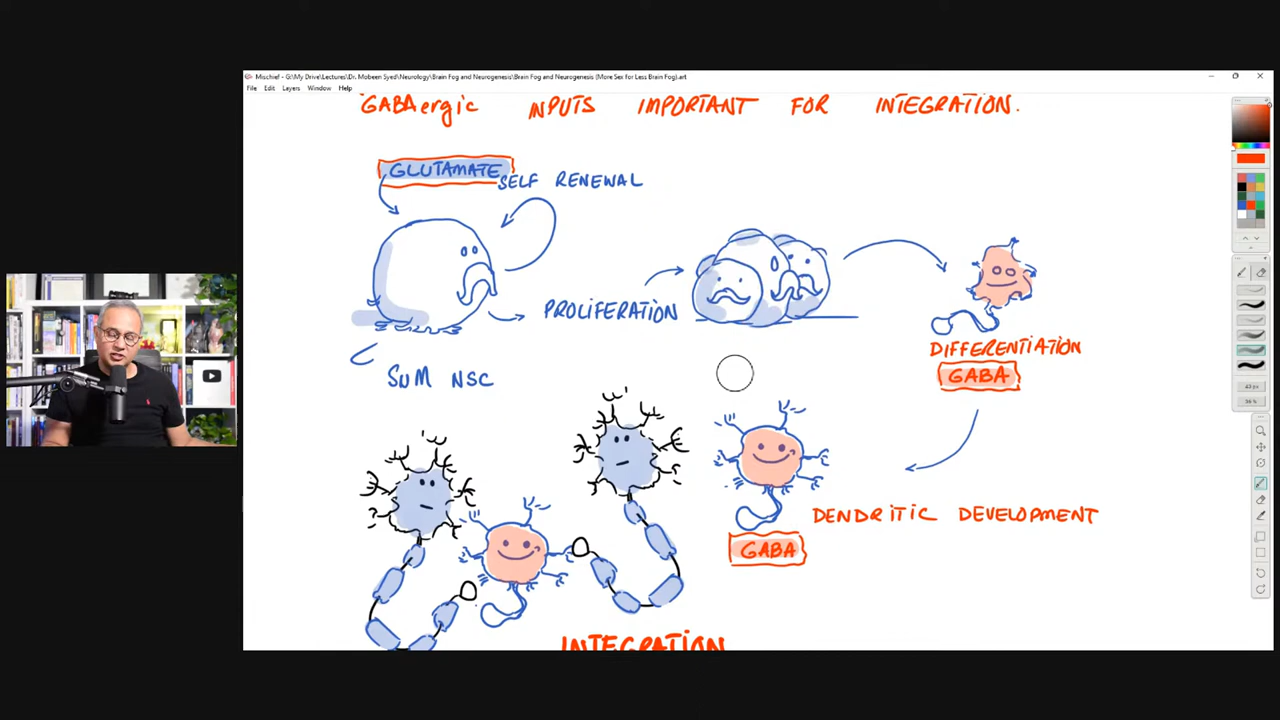 Mischief - G:\My Drive\Lectures\Dr. Mobeen Syed\Neurology\Brain Fog and Neurogenesis\Brain Fog and Neurogenesis (More Sex for Less Brain Fog).art
File Edit Layers Window Help
GABAergic INPUTS IMPORTANT FOR INTEGRATION.
GLUTAMATE
SELF RENEWAL
PROLIFERATION
DIFFERENTIATION
GABA
SUM NSC
DENDRITIC DEVELOPMENT
GABA
INTEGRATION